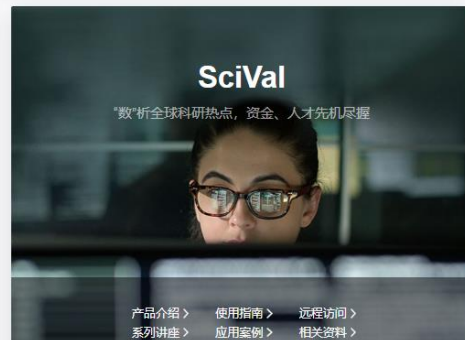 SciVal
"数"析全球科研热点，资金、人才先机尽握
产品介绍 > 使用指南 > 远程访问 >
系列讲座 > 应用案例 > 相关资料 >